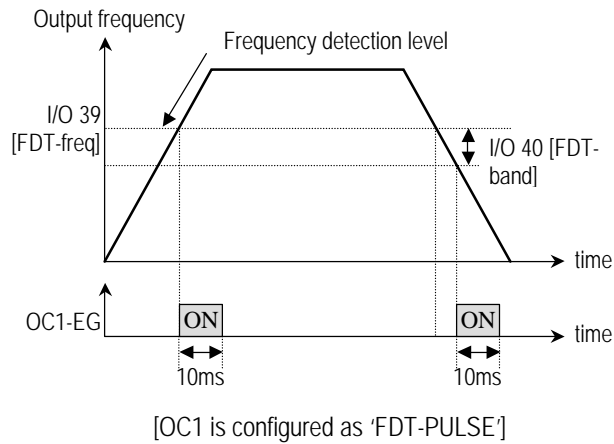 Output frequency
Frequency detection level
I/O 39
[FDT-freq]
I/O 40 [FDT-
band]
time
OC1-EG
ON
ON
time
10ms
10ms
[OC1 is configured as ‘FDT-PULSE’]